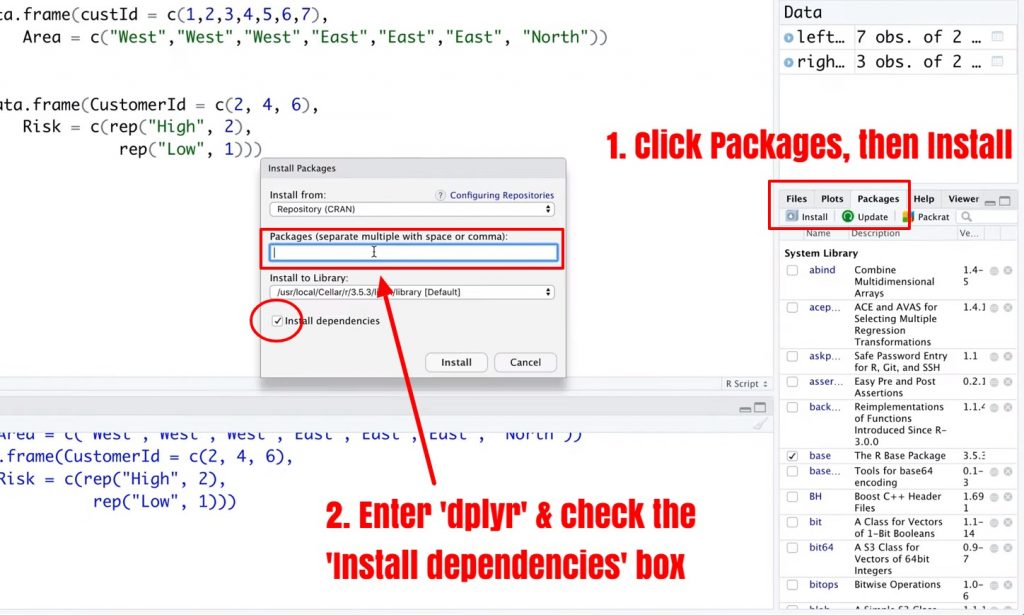 ta.frame(custId = c(1,2,3,4,5,6,7),
Area = c("West","West","West","East","East","East", "North"))
ata.frame(CustomerId = c(2, 4, 6),
Risk = c(rep("High", 2),
rep("Low", 1)))
Data
left... 7 obs. of 2 ...
righ... 3 obs. of 2 ...
1. Click Packages, then Install
Install Packages
Install from:
? Configuring Repositories
Repository (CRAN)
Packages (separate multiple with space or comma):
Install to Library:
/usr/local/Cellar/r/3.5.3/lib/R/library [Default]
Install dependencies
Install Cancel
Files Plots Packages Help Viewer
Install Update Packrat
Name Description Ve...
System Library
abind Combine Multidimensional Arrays 1.4-5
acep... ACE and AVAS for Selecting Multiple Regression Transformations 1.4.1
askp... Safe Password Entry for R, Git, and SSH 1.1
asser... Easy Pre and Post Assertions 0.2.1
back... Reimplementations of Functions Introduced Since R-3.0.0 1.1.4
base The R Base Package 3.5.3
base... Tools for base64 encoding 0.1-3
BH Boost C++ Header Files 1.69 1
bit A Class for Vectors of 1-Bit Booleans 1.1-14
bit64 A S3 Class for Vectors of 64bit Integers 0.9-7
bitops Bitwise Operations 1.0-6
R Script
Area = c("West","West","West","East","East","East", "North"))
.frame(CustomerId = c(2, 4, 6),
Risk = c(rep("High", 2),
rep("Low", 1)))
2. Enter 'dplyr' & check the
'Install dependencies' box